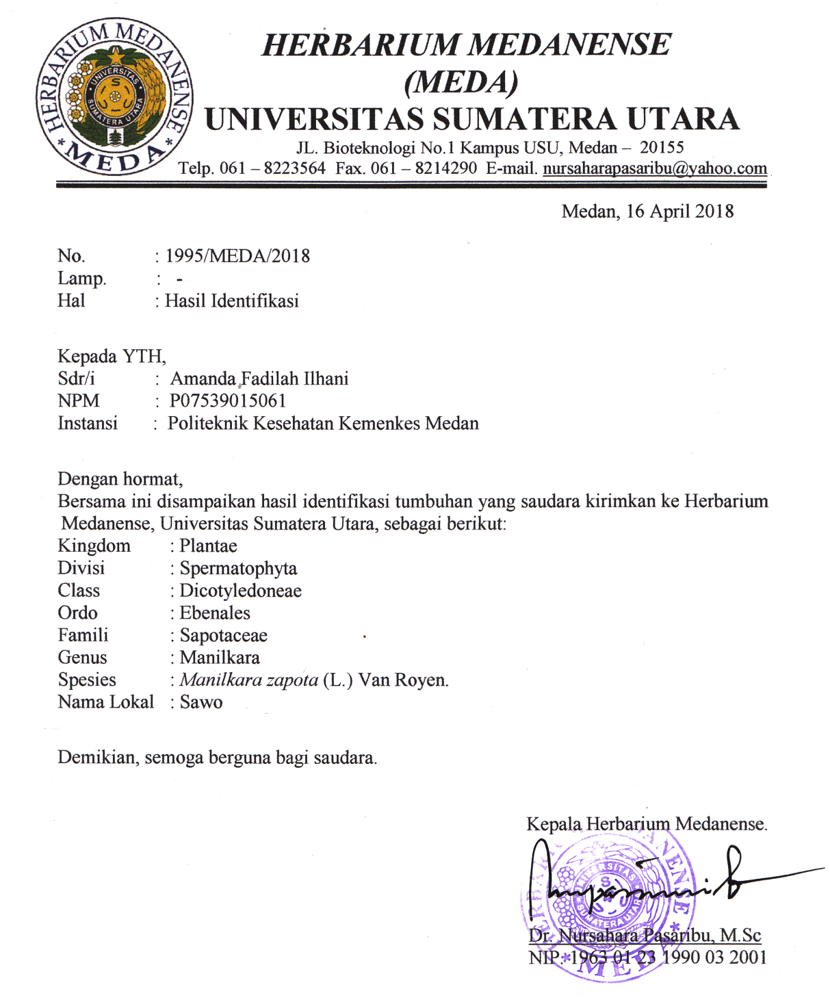 HERBARIUM MEDANENSE
* MEDA *
UNIVERSITAS
SUMATERA UTARA
HERBARIUM MEDANENSE
(MEDA)
UNIVERSITAS SUMATERA UTARA
JL. Bioteknologi No.1 Kampus USU, Medan – 20155
Telp. 061 – 8223564 Fax. 061 – 8214290 E-mail. nursaharapasaribu@yahoo.com
Medan, 16 April 2018
No. : 1995/MEDA/2018
Lamp. : -
Hal : Hasil Identifikasi
Kepada YTH,
Sdr/i : Amanda Fadilah Ilhani
NPM : P07539015061
Instansi : Politeknik Kesehatan Kemenkes Medan
Dengan hormat,
Bersama ini disampaikan hasil identifikasi tumbuhan yang saudara kirimkan ke Herbarium
Medanense, Universitas Sumatera Utara, sebagai berikut:
Kingdom : Plantae
Divisi : Spermatophyta
Class : Dicotyledoneae
Ordo : Ebenales
Famili : Sapotaceae
Genus : Manilkara
Spesies : Manilkara zapota (L.) Van Royen.
Nama Lokal : Sawo
Demikian, semoga berguna bagi saudara.
Kepala Herbarium Medanense.
SUMATERA UTARA
Dr. Nursahara Pasaribu, M.Sc
NIP. 1963 01 23 1990 03 2001
* MEDA *